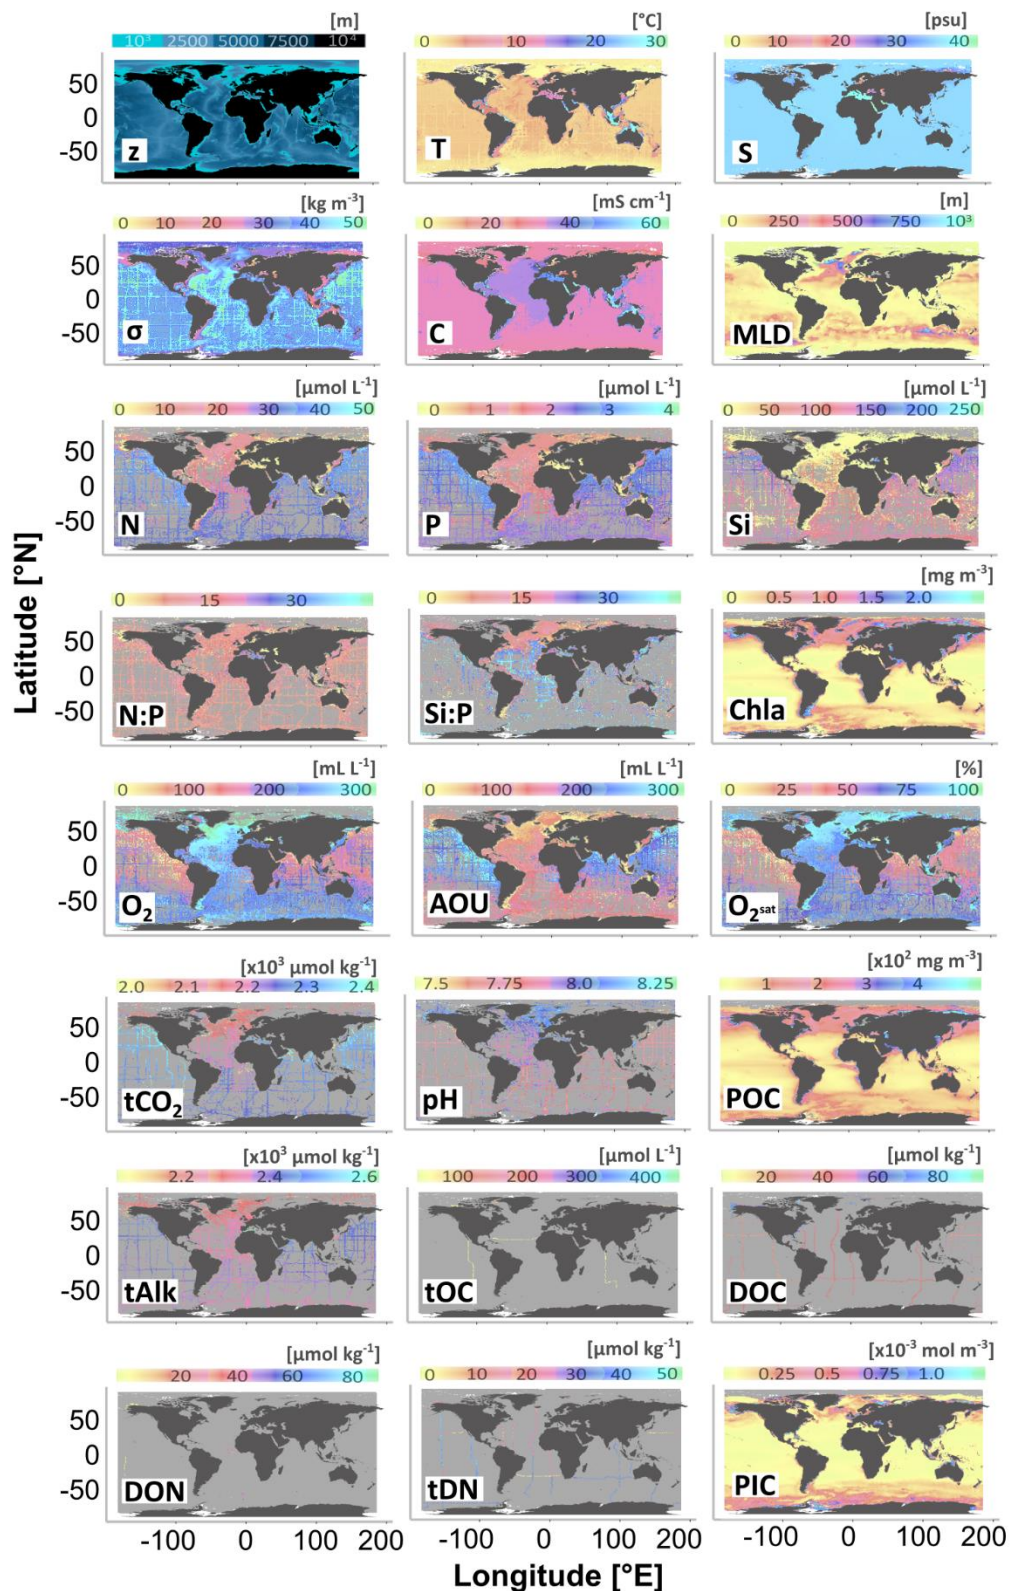 [m] [°C] [psu]
10³ 2500 5000 7500 10⁴ 0 10 20 30 0 10 20 30 40
50
0
-50
z T S
-100 0 100 200
[kg m⁻³] [mS cm⁻¹] [m]
0 10 20 30 40 50 0 20 40 60 0 250 500 750 10³
50
0
-50
σ C MLD
[µmol L⁻¹] [µmol L⁻¹] [µmol L⁻¹]
0 10 20 30 40 50 0 1 2 3 4 0 50 100 150 200 250
50
0
-50
N P Si
Latitude [°N]
[mg m⁻³]
0 15 30 0 15 30 0 0.5 1.0 1.5 2.0
50
0
-50
N:P Si:P Chla
[mL L⁻¹] [mL L⁻¹] [%]
0 100 200 300 0 100 200 300 0 25 50 75 100
50
0
-50
O₂ AOU O₂sat
[x10³ µmol kg⁻¹] [x10² mg m⁻³]
2.0 2.1 2.2 2.3 2.4 7.5 7.75 8.0 8.25 1 2 3 4
50
0
-50
tCO₂ pH POC
[x10³ µmol kg⁻¹] [µmol L⁻¹] [µmol kg⁻¹]
2.2 2.4 2.6 100 200 300 400 20 40 60 80
50
0
-50
tAlk tOC DOC
[µmol kg⁻¹] [µmol kg⁻¹] [x10⁻³ mol m⁻³]
20 40 60 80 0 10 20 30 40 50 0.25 0.5 0.75 1.0
50
0
-50
DON tDN PIC
-100 0 100 200 -100 0 100 200 -100 0 100 200
Longitude [°E]